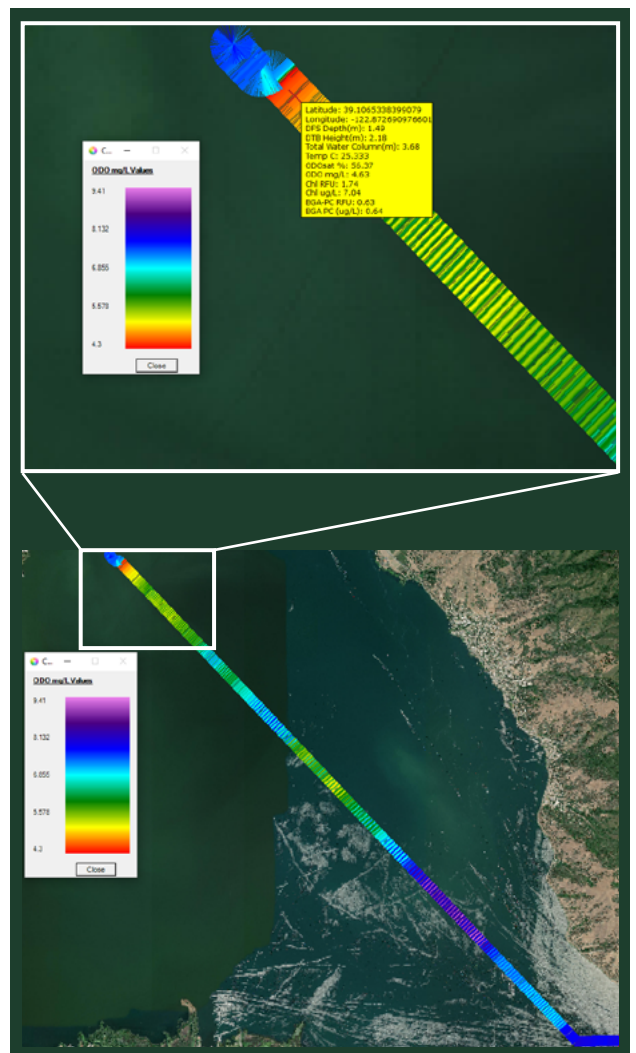 C...
ODO mg/L Values
9.41
8.132
6.855
5.578
4.3
Close
Latitude: 39.1065338399079
Longitude: -122.872690976601
DFS Depth(m): 1.49
DTB Height(m): 2.18
Total Water Column(m): 3.68
Temp C: 25.333
ODOsat %: 56.37
ODO mg/L: 4.63
Chl RFU: 1.74
Chl ug/L: 7.04
BGA-PC RFU: 0.63
BGA PC (ug/L): 0.64
C...
ODO mg/L Values
9.41
8.132
6.855
5.578
4.3
Close